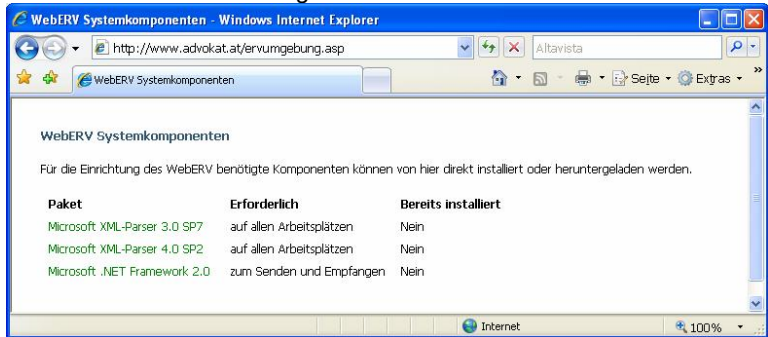 WebERV Systemkomponenten - Windows Internet Explorer
http://www.advokat.at/ervumgebung.asp
Altavista
WebERV Systemkomponenten
Seite
Extras
WebERV Systemkomponenten
Für die Einrichtung des WebERV benötigte Komponenten können von hier direkt installiert oder heruntergeladen werden.
Paket Erforderlich Bereits installiert
Microsoft XML-Parser 3.0 SP7 auf allen Arbeitsplätzen Nein
Microsoft XML-Parser 4.0 SP2 auf allen Arbeitsplätzen Nein
Microsoft .NET Framework 2.0 zum Senden und Empfangen Nein
Internet 100%